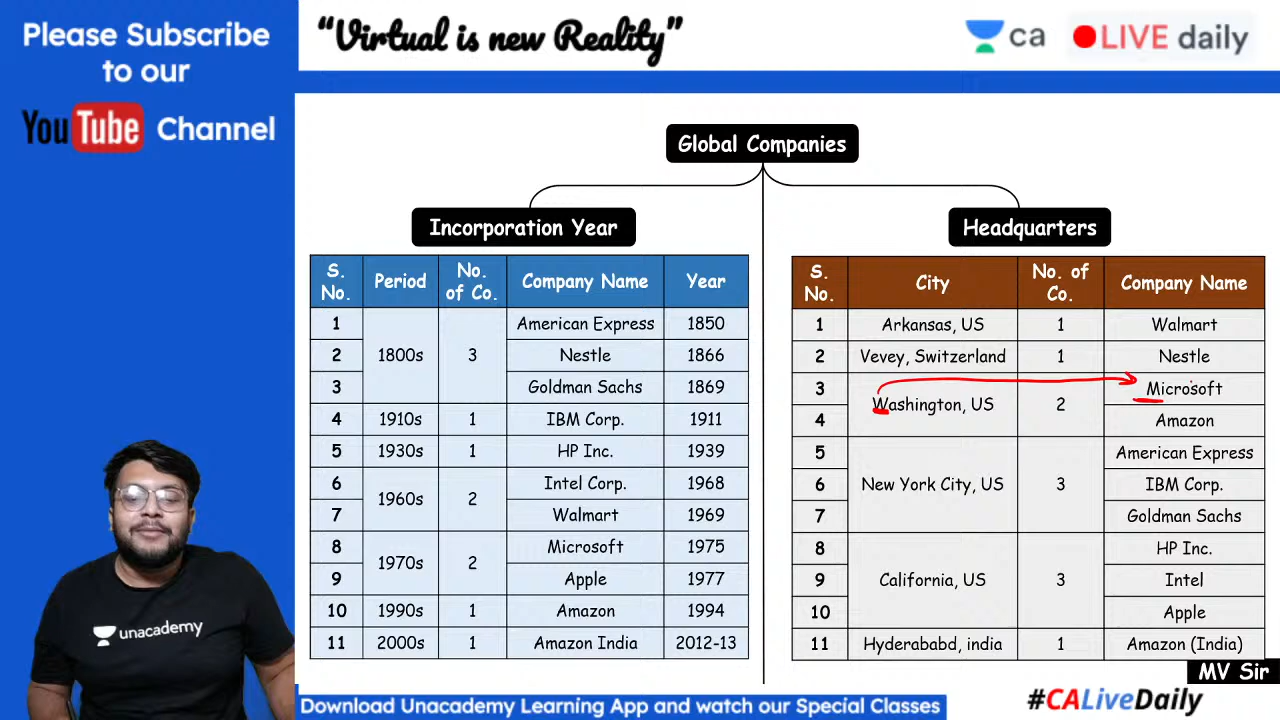 Please Subscribe
to our
YouTube Channel
“Virtual is new Reality”
ca
LIVE daily
Global Companies
Incorporation Year
S. No. Period No. of Co. Company Name Year
1 1800s 3 American Express 1850
2 Nestle 1866
3 Goldman Sachs 1869
4 1910s 1 IBM Corp. 1911
5 1930s 1 HP Inc. 1939
6 1960s 2 Intel Corp. 1968
7 Walmart 1969
8 1970s 2 Microsoft 1975
9 Apple 1977
10 1990s 1 Amazon 1994
11 2000s 1 Amazon India 2012-13
Headquarters
S. No. City No. of Co. Company Name
1 Arkansas, US 1 Walmart
2 Vevey, Switzerland 1 Nestle
3 Washington, US 2 Microsoft
4 Amazon
5 New York City, US 3 American Express
6 IBM Corp.
7 Goldman Sachs
8 California, US 3 HP Inc.
9 Intel
10 Apple
11 Hyderababd, india 1 Amazon (India)
unacademy
MV Sir
Download Unacademy Learning App and watch our Special Classes
#CALiveDaily